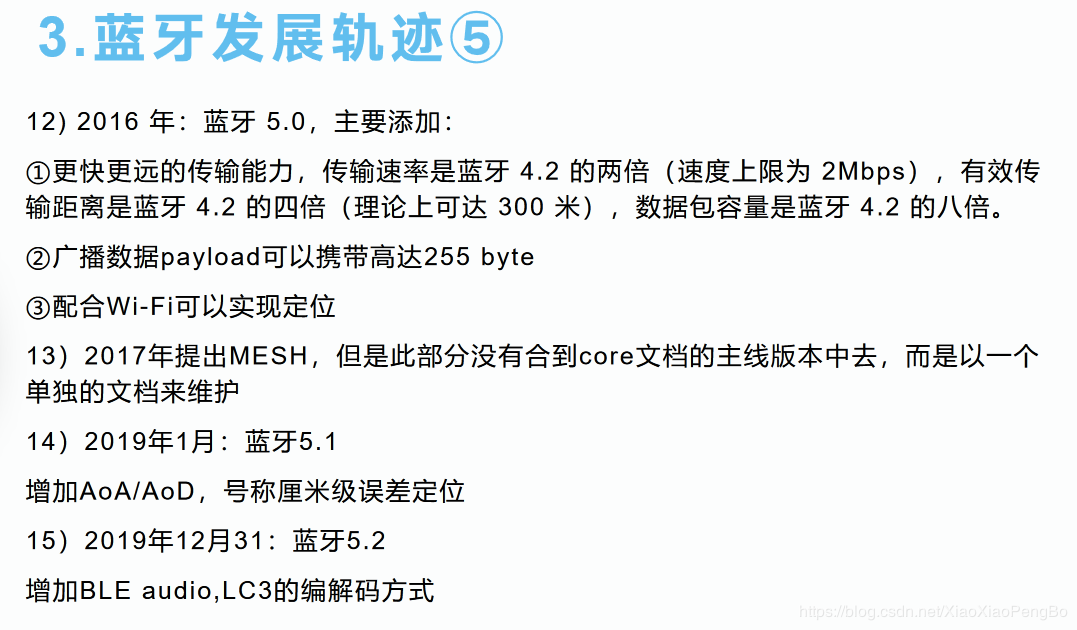 3.蓝牙发展轨迹⑤
12) 2016 年：蓝牙 5.0，主要添加：
①更快更远的传输能力，传输速率是蓝牙 4.2 的两倍（速度上限为 2Mbps），有效传
输距离是蓝牙 4.2 的四倍（理论上可达 300 米），数据包容量是蓝牙 4.2 的八倍。
②广播数据payload可以携带高达255 byte
③配合Wi-Fi可以实现定位
13）2017年提出MESH，但是此部分没有合到core文档的主线版本中去，而是以一个
单独的文档来维护
14）2019年1月：蓝牙5.1
增加AoA/AoD，号称厘米级误差定位
15）2019年12月31：蓝牙5.2
增加BLE audio,LC3的编解码方式
https://blog.csdn.net/XiaoXiaoPengBo